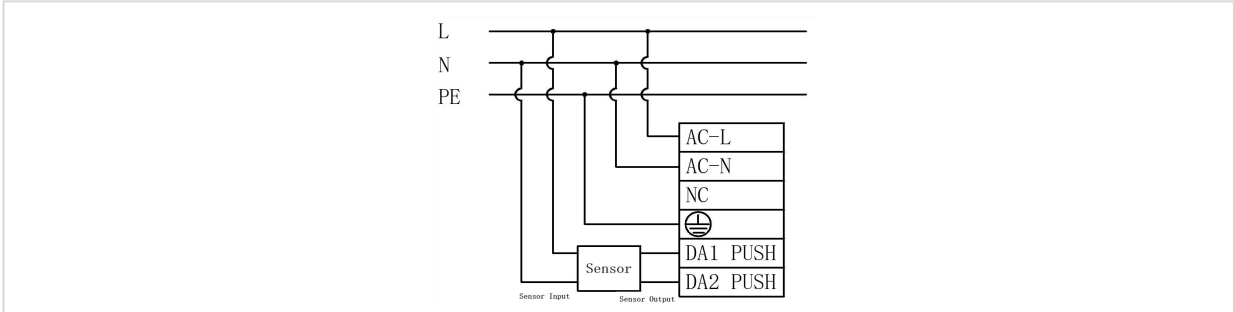 L
N
PE
AC-L
AC-N
NC
DA1 PUSH
Sensor
DA2 PUSH
Sensor Input
Sensor Output